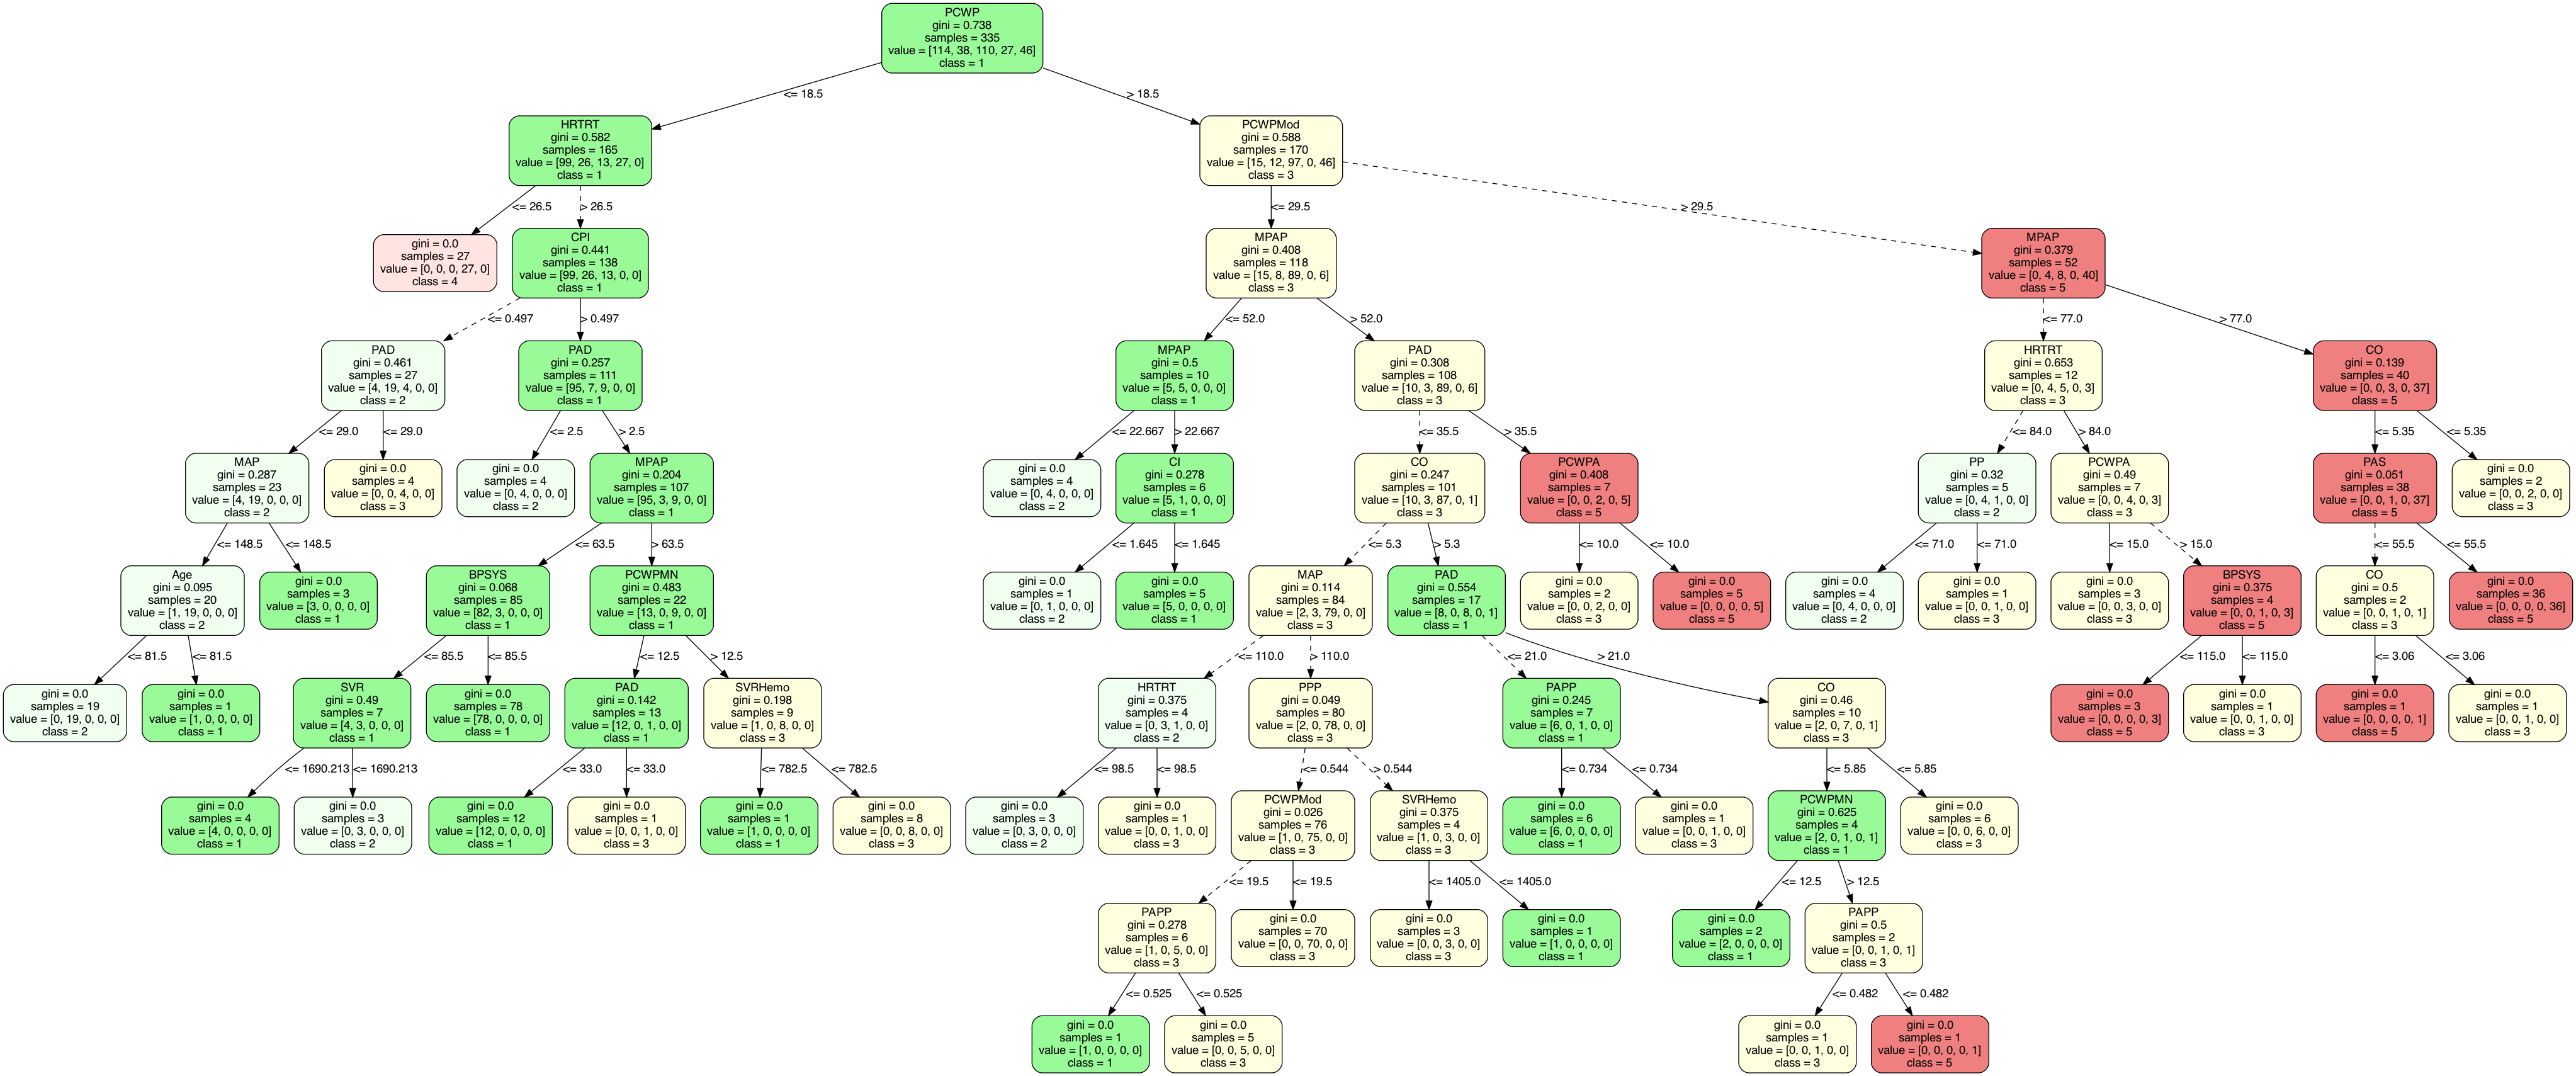 PCWP
gini = 0.738
samples = 335
value = [114, 38, 110, 27, 46]
class = 1
<= 18.5
> 18.5
HRTRT
gini = 0.582
samples = 165
value = [99, 26, 13, 27, 0]
class = 1
PCWPMod
gini = 0.588
samples = 170
value = [15, 12, 97, 0, 46]
class = 3
<= 26.5
> 26.5
<= 29.5
> 29.5
gini = 0.0
samples = 27
value = [0, 0, 0, 27, 0]
class = 4
CPI
gini = 0.441
samples = 138
value = [99, 26, 13, 0, 0]
class = 1
MPAP
gini = 0.408
samples = 118
value = [15, 8, 89, 0, 6]
class = 3
MPAP
gini = 0.379
samples = 52
value = [0, 4, 8, 0, 40]
class = 5
<= 0.497
> 0.497
<= 52.0
> 52.0
<= 77.0
> 77.0
PAD
gini = 0.461
samples = 27
value = [4, 19, 4, 0, 0]
class = 2
PAD
gini = 0.257
samples = 111
value = [95, 7, 9, 0, 0]
class = 1
MPAP
gini = 0.5
samples = 10
value = [5, 5, 0, 0, 0]
class = 1
PAD
gini = 0.308
samples = 108
value = [10, 3, 89, 0, 6]
class = 3
HRTRT
gini = 0.653
samples = 12
value = [0, 4, 5, 0, 3]
class = 3
CO
gini = 0.139
samples = 40
value = [0, 0, 3, 0, 37]
class = 5
<= 29.0
<= 29.0
<= 2.5
> 2.5
<= 22.667
> 22.667
<= 35.5
> 35.5
<= 84.0
> 84.0
<= 5.35
<= 5.35
MAP
gini = 0.287
samples = 23
value = [4, 19, 0, 0, 0]
class = 2
gini = 0.0
samples = 4
value = [0, 0, 4, 0, 0]
class = 3
gini = 0.0
samples = 4
value = [0, 4, 0, 0, 0]
class = 2
MPAP
gini = 0.204
samples = 107
value = [95, 3, 9, 0, 0]
class = 1
gini = 0.0
samples = 4
value = [0, 4, 0, 0, 0]
class = 2
CI
gini = 0.278
samples = 6
value = [5, 1, 0, 0, 0]
class = 1
CO
gini = 0.247
samples = 101
value = [10, 3, 87, 0, 1]
class = 3
PCWPA
gini = 0.408
samples = 7
value = [0, 0, 2, 0, 5]
class = 5
PP
gini = 0.32
samples = 5
value = [0, 4, 1, 0, 0]
class = 2
PCWPA
gini = 0.49
samples = 7
value = [0, 0, 4, 0, 3]
class = 3
PAS
gini = 0.051
samples = 38
value = [0, 0, 1, 0, 37]
class = 5
gini = 0.0
samples = 2
value = [0, 0, 2, 0, 0]
class = 3
<= 148.5
<= 148.5
<= 63.5
> 63.5
<= 1.645
<= 1.645
<= 5.3
> 5.3
<= 10.0
<= 10.0
<= 71.0
<= 71.0
<= 15.0
> 15.0
<= 55.5
<= 55.5
Age
gini = 0.095
samples = 20
value = [1, 19, 0, 0, 0]
class = 2
gini = 0.0
samples = 3
value = [3, 0, 0, 0, 0]
class = 1
BPSYS
gini = 0.068
samples = 85
value = [82, 3, 0, 0, 0]
class = 1
PCWPMN
gini = 0.483
samples = 22
value = [13, 0, 9, 0, 0]
class = 1
gini = 0.0
samples = 1
value = [0, 1, 0, 0, 0]
class = 2
gini = 0.0
samples = 5
value = [5, 0, 0, 0, 0]
class = 1
MAP
gini = 0.114
samples = 84
value = [2, 3, 79, 0, 0]
class = 3
PAD
gini = 0.554
samples = 17
value = [8, 0, 8, 0, 1]
class = 1
gini = 0.0
samples = 2
value = [0, 0, 2, 0, 0]
class = 3
gini = 0.0
samples = 5
value = [0, 0, 0, 0, 5]
class = 5
gini = 0.0
samples = 4
value = [0, 4, 0, 0, 0]
class = 2
gini = 0.0
samples = 1
value = [0, 0, 1, 0, 0]
class = 3
gini = 0.0
samples = 3
value = [0, 0, 3, 0, 0]
class = 3
BPSYS
gini = 0.375
samples = 4
value = [0, 0, 1, 0, 3]
class = 5
CO
gini = 0.5
samples = 2
value = [0, 0, 1, 0, 1]
class = 3
gini = 0.0
samples = 36
value = [0, 0, 0, 0, 36]
class = 5
<= 81.5
<= 81.5
<= 85.5
<= 85.5
<= 12.5
> 12.5
<= 110.0
> 110.0
<= 21.0
> 21.0
<= 115.0
<= 115.0
<= 3.06
<= 3.06
gini = 0.0
samples = 19
value = [0, 19, 0, 0, 0]
class = 2
gini = 0.0
samples = 1
value = [1, 0, 0, 0, 0]
class = 1
SVR
gini = 0.49
samples = 7
value = [4, 3, 0, 0, 0]
class = 1
gini = 0.0
samples = 78
value = [78, 0, 0, 0, 0]
class = 1
PAD
gini = 0.142
samples = 13
value = [12, 0, 1, 0, 0]
class = 1
SVRHemo
gini = 0.198
samples = 9
value = [1, 0, 8, 0, 0]
class = 3
HRTRT
gini = 0.375
samples = 4
value = [0, 3, 1, 0, 0]
class = 2
PPP
gini = 0.049
samples = 80
value = [2, 0, 78, 0, 0]
class = 3
PAPP
gini = 0.245
samples = 7
value = [6, 0, 1, 0, 0]
class = 1
CO
gini = 0.46
samples = 10
value = [2, 0, 7, 0, 1]
class = 3
gini = 0.0
samples = 3
value = [0, 0, 0, 0, 3]
class = 5
gini = 0.0
samples = 1
value = [0, 0, 1, 0, 0]
class = 3
gini = 0.0
samples = 1
value = [0, 0, 0, 0, 1]
class = 5
gini = 0.0
samples = 1
value = [0, 0, 1, 0, 0]
class = 3
<= 1690.213
<= 1690.213
<= 33.0
<= 33.0
<= 782.5
<= 782.5
<= 98.5
<= 98.5
<= 0.544
> 0.544
<= 0.734
<= 0.734
<= 5.85
<= 5.85
gini = 0.0
samples = 4
value = [4, 0, 0, 0, 0]
class = 1
gini = 0.0
samples = 3
value = [0, 3, 0, 0, 0]
class = 2
gini = 0.0
samples = 12
value = [12, 0, 0, 0, 0]
class = 1
gini = 0.0
samples = 1
value = [0, 0, 1, 0, 0]
class = 3
gini = 0.0
samples = 1
value = [1, 0, 0, 0, 0]
class = 1
gini = 0.0
samples = 8
value = [0, 0, 8, 0, 0]
class = 3
gini = 0.0
samples = 3
value = [0, 3, 0, 0, 0]
class = 2
gini = 0.0
samples = 1
value = [0, 0, 1, 0, 0]
class = 3
PCWPMod
gini = 0.026
samples = 76
value = [1, 0, 75, 0, 0]
class = 3
SVRHemo
gini = 0.375
samples = 4
value = [1, 0, 3, 0, 0]
class = 3
gini = 0.0
samples = 6
value = [6, 0, 0, 0, 0]
class = 1
gini = 0.0
samples = 1
value = [0, 0, 1, 0, 0]
class = 3
PCWPMN
gini = 0.625
samples = 4
value = [2, 0, 1, 0, 1]
class = 1
gini = 0.0
samples = 6
value = [0, 0, 6, 0, 0]
class = 3
<= 19.5
<= 19.5
<= 1405.0
<= 1405.0
<= 12.5
> 12.5
PAPP
gini = 0.278
samples = 6
value = [1, 0, 5, 0, 0]
class = 3
gini = 0.0
samples = 70
value = [0, 0, 70, 0, 0]
class = 3
gini = 0.0
samples = 3
value = [0, 0, 3, 0, 0]
class = 3
gini = 0.0
samples = 1
value = [1, 0, 0, 0, 0]
class = 1
gini = 0.0
samples = 2
value = [2, 0, 0, 0, 0]
class = 1
PAPP
gini = 0.5
samples = 2
value = [0, 0, 1, 0, 1]
class = 3
<= 0.525
<= 0.525
<= 0.482
<= 0.482
gini = 0.0
samples = 1
value = [1, 0, 0, 0, 0]
class = 1
gini = 0.0
samples = 5
value = [0, 0, 5, 0, 0]
class = 3
gini = 0.0
samples = 1
value = [0, 0, 1, 0, 0]
class = 3
gini = 0.0
samples = 1
value = [0, 0, 0, 0, 1]
class = 5